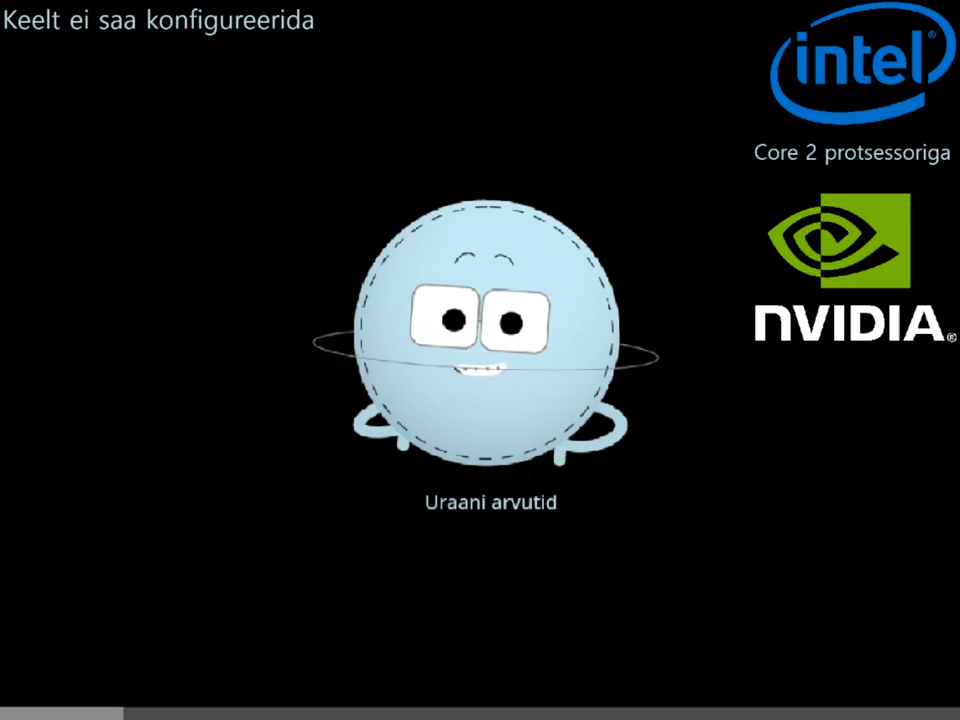 Keelt ei saa konfigureerida
intel®
Core 2 protsessoriga
NVIDIA®
Uraani arvutid